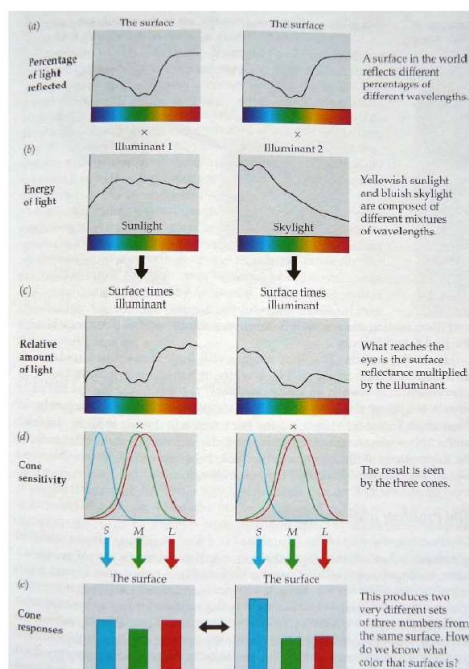 (a)
The surface
The surface
Percentage
of light
reflected
A surface in the world
reflects different
percentages of
different wavelengths.
×
×
(b)
Illuminant 1
Illuminant 2
Energy
of light
Sunlight
Skylight
Yellowish sunlight
and bluish skylight
are composed of
different mixtures
of wavelengths.
(c)
Surface times
illuminant
Surface times
illuminant
Relative
amount
of light
What reaches the
eye is the surface
reflectance multiplied
by the illuminant.
×
×
(d)
Cone
sensitivity
The result is seen
by the three cones.
S M L
S M L
(e)
The surface
The surface
Cone
responses
This produces two
very different sets
of three numbers from
the same surface. How
do we know what
color that surface is?